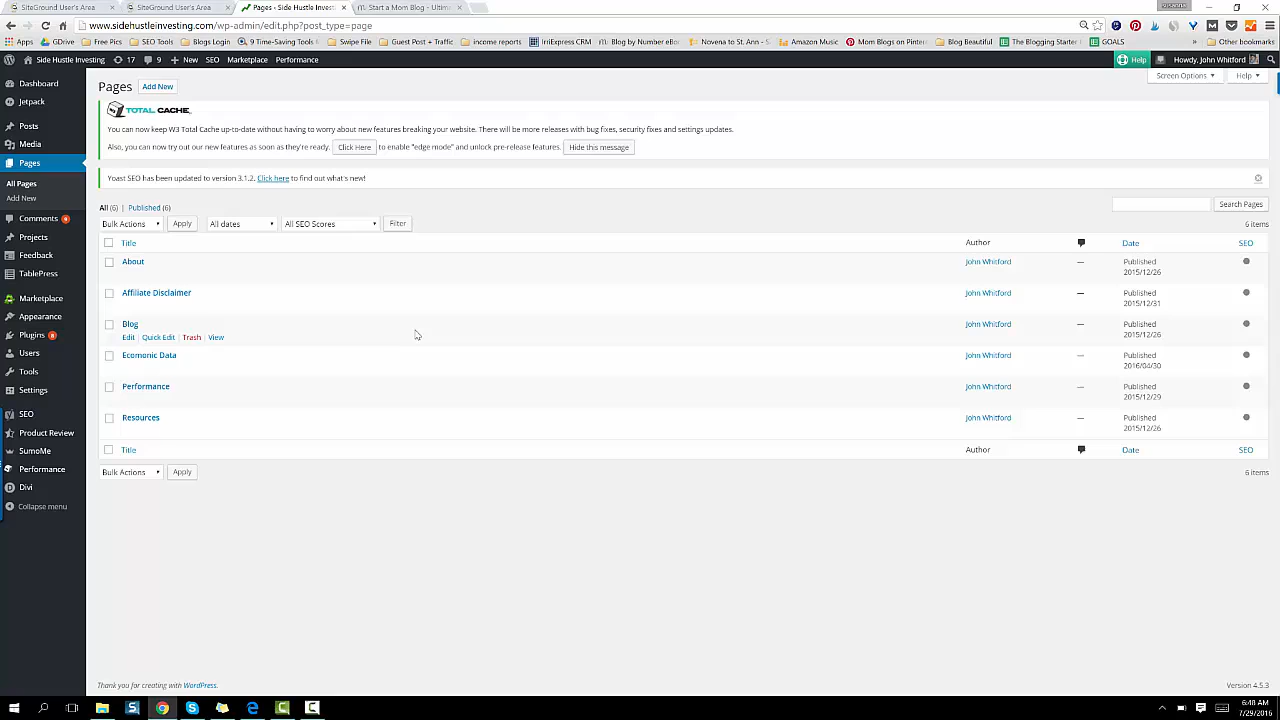 SiteGround User's Area
SiteGround User's Area
Pages ‹ Side Hustle Invest
Start a Mom Blog - Ultim
www.sidehustleinvesting.com/wp-admin/edit.php?post_type=page
Apps GDrive Free Pics SEO Tools Blogs Login 9 Time-Saving Tools Swipe File Guest Post + Traffic income reports IrriExpress CRM Blog by Number eBo Novena to St. Ann - S Amazon Music Mom Blogs on Pinter Blog Beautiful The Blogging Starter GOALS » Other bookmarks
Side Hustle Investing 17 9 + New SEO Marketplace Performance Help Howdy, John Whitford
Screen Options Help
Dashboard
Jetpack
Posts
Media
Pages
All Pages
Add New
Comments 9
Projects
Feedback
TablePress
Marketplace
Appearance
Plugins 8
Users
Tools
Settings
SEO
Product Review
SumoMe
Performance
Divi
Collapse menu
Pages Add New
TOTAL CACHE
You can now keep W3 Total Cache up-to-date without having to worry about new features breaking your website. There will be more releases with bug fixes, security fixes and settings updates.
Also, you can now try out our new features as soon as they're ready. Click Here to enable "edge mode" and unlock pre-release features. Hide this message
Yoast SEO has been updated to version 3.1.2. Click here to find out what's new!
All (6) | Published (6)
Search Pages
Bulk Actions Apply All dates All SEO Scores Filter
6 items
Title Author Date SEO
About John Whitford — Published
2015/12/26
Affiliate Disclaimer John Whitford — Published
2015/12/31
Blog John Whitford — Published
Edit | Quick Edit | Trash | View 2015/12/26
Ecomonic Data John Whitford — Published
2016/04/30
Performance John Whitford — Published
2015/12/29
Resources John Whitford — Published
2015/12/26
Title Author Date SEO
Bulk Actions Apply
6 items
Thank you for creating with WordPress.
Version 4.5.3
6:48 AM
7/29/2016